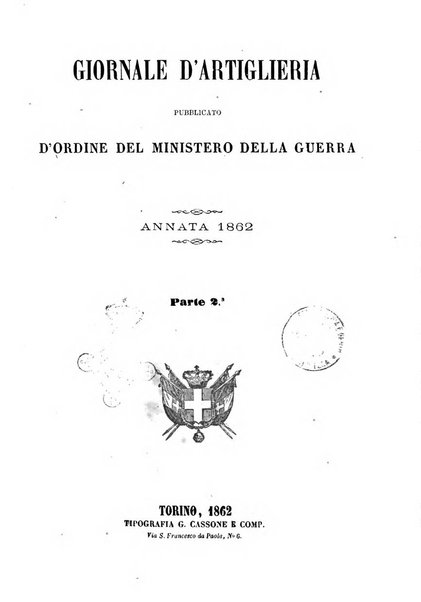 GIORNALE D'ARTIGLIERIA
PUBBLICATO
D'ORDINE DEL MINISTERO DELLA GUERRA
ANNATA 1862
Parte 2.ª
TORINO, 1862
TIPOGRAFIA G. CASSONE E COMP.
Via S. Francesco da Paola, N.º 6.